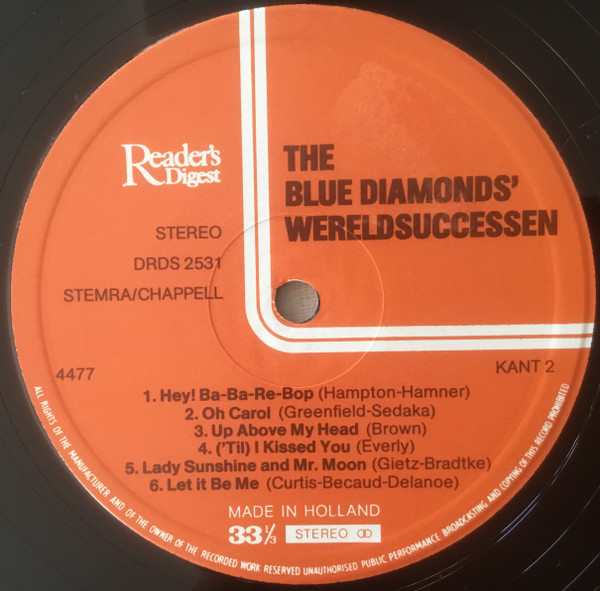 Reader's
Digest
THE
BLUE DIAMONDS'
WERELDSUCCESSEN
STEREO
DRDS 2531
STEMRA/CHAPPELL
4477
KANT 2
1. Hey! Ba-Ba-Re-Bop (Hampton-Hamner)
2. Oh Carol (Greenfield-Sedaka)
3. Up Above My Head (Brown)
4. ('Til) I Kissed You (Everly)
5. Lady Sunshine and Mr. Moon (Gietz-Bradtke)
6. Let it Be Me (Curtis-Becaud-Delanoe)
MADE IN HOLLAND
33 1/3 STEREO
ALL RIGHTS OF THE MANUFACTURER AND OF THE OWNER OF THE RECORDED WORK RESERVED UNAUTHORISED PUBLIC PERFORMANCE BROADCASTING AND COPYING OF THIS RECORD PROHIBITED